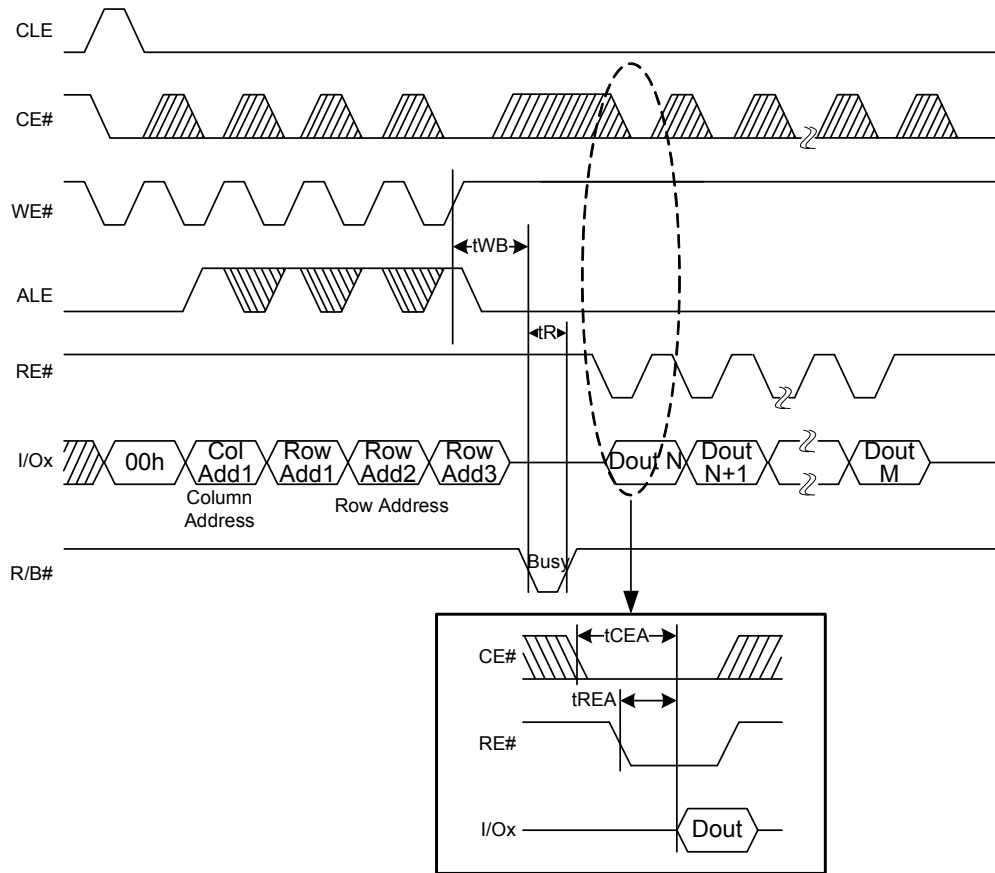 CLE
CE#
WE#
tWB
ALE
tR
RE#
I/Ox
00h
Col
Add1
Row
Add1
Row
Add2
Row
Add3
Dout N
Dout
N+1
Dout
M
Column
Address
Row Address
R/B#
Busy
CE#
tCEA
tREA
RE#
I/Ox
Dout